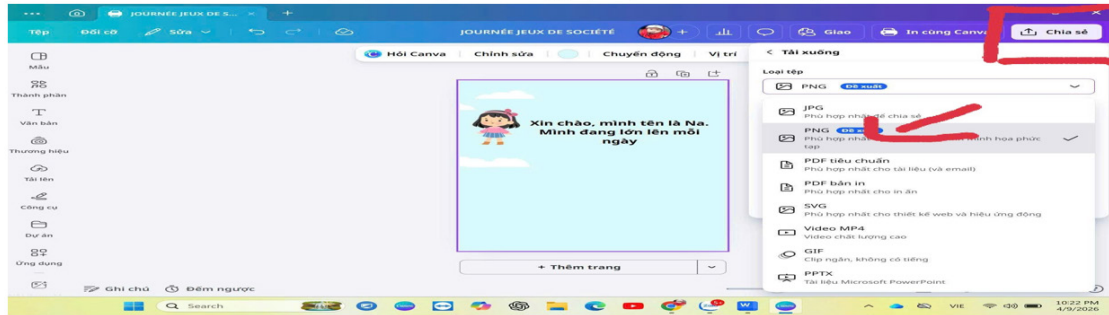 JOURNÉE JEUX DE S...
Tệp
Đổi cỡ
Sửa
JOURNÉE JEUX DE SOCIÉTÉ
Giao
In cùng Canva
Chia sẻ
Mẫu
Thành phần
Văn bản
Thương hiệu
Tải lên
Công cụ
Dự án
Ứng dụng
Hỏi Canva
Chỉnh sửa
Chuyển động
Vị trí
Xin chào, mình tên là Na.
Mình đang lớn lên mỗi
ngày
+ Thêm trang
Ghi chú
Đếm ngược
Tải xuống
Loại tệp
PNG Đề xuất
JPG
Phù hợp nhất để chia sẻ
PNG Đề xuất
Phù hợp nhất minh họa phức
tạp
PDF tiêu chuẩn
Phù hợp nhất cho tài liệu (và email)
PDF bản in
Phù hợp nhất cho in ấn
SVG
Phù hợp nhất cho thiết kế web và hiệu ứng động
Video MP4
Video chất lượng cao
GIF
Clip ngắn, không có tiếng
PPTX
Tài liệu Microsoft PowerPoint
Search
VIE
10:22 PM
4/9/2026